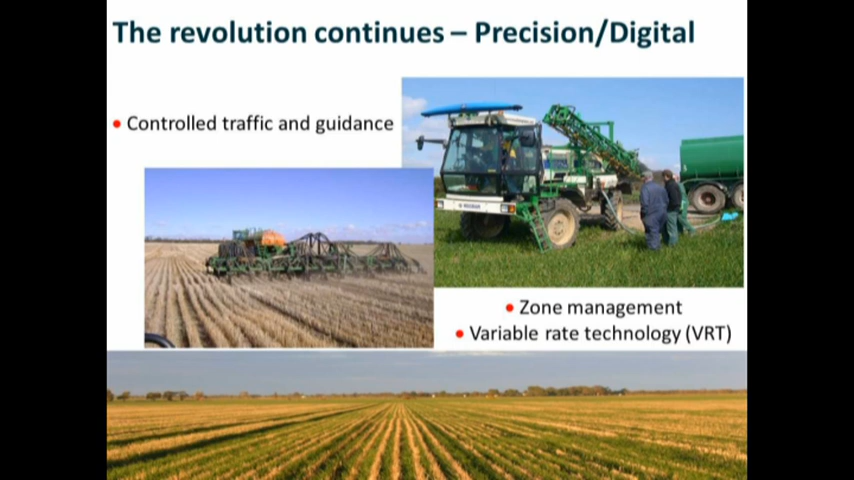 The revolution continues – Precision/Digital
• Controlled traffic and guidance
• Zone management
• Variable rate technology (VRT)